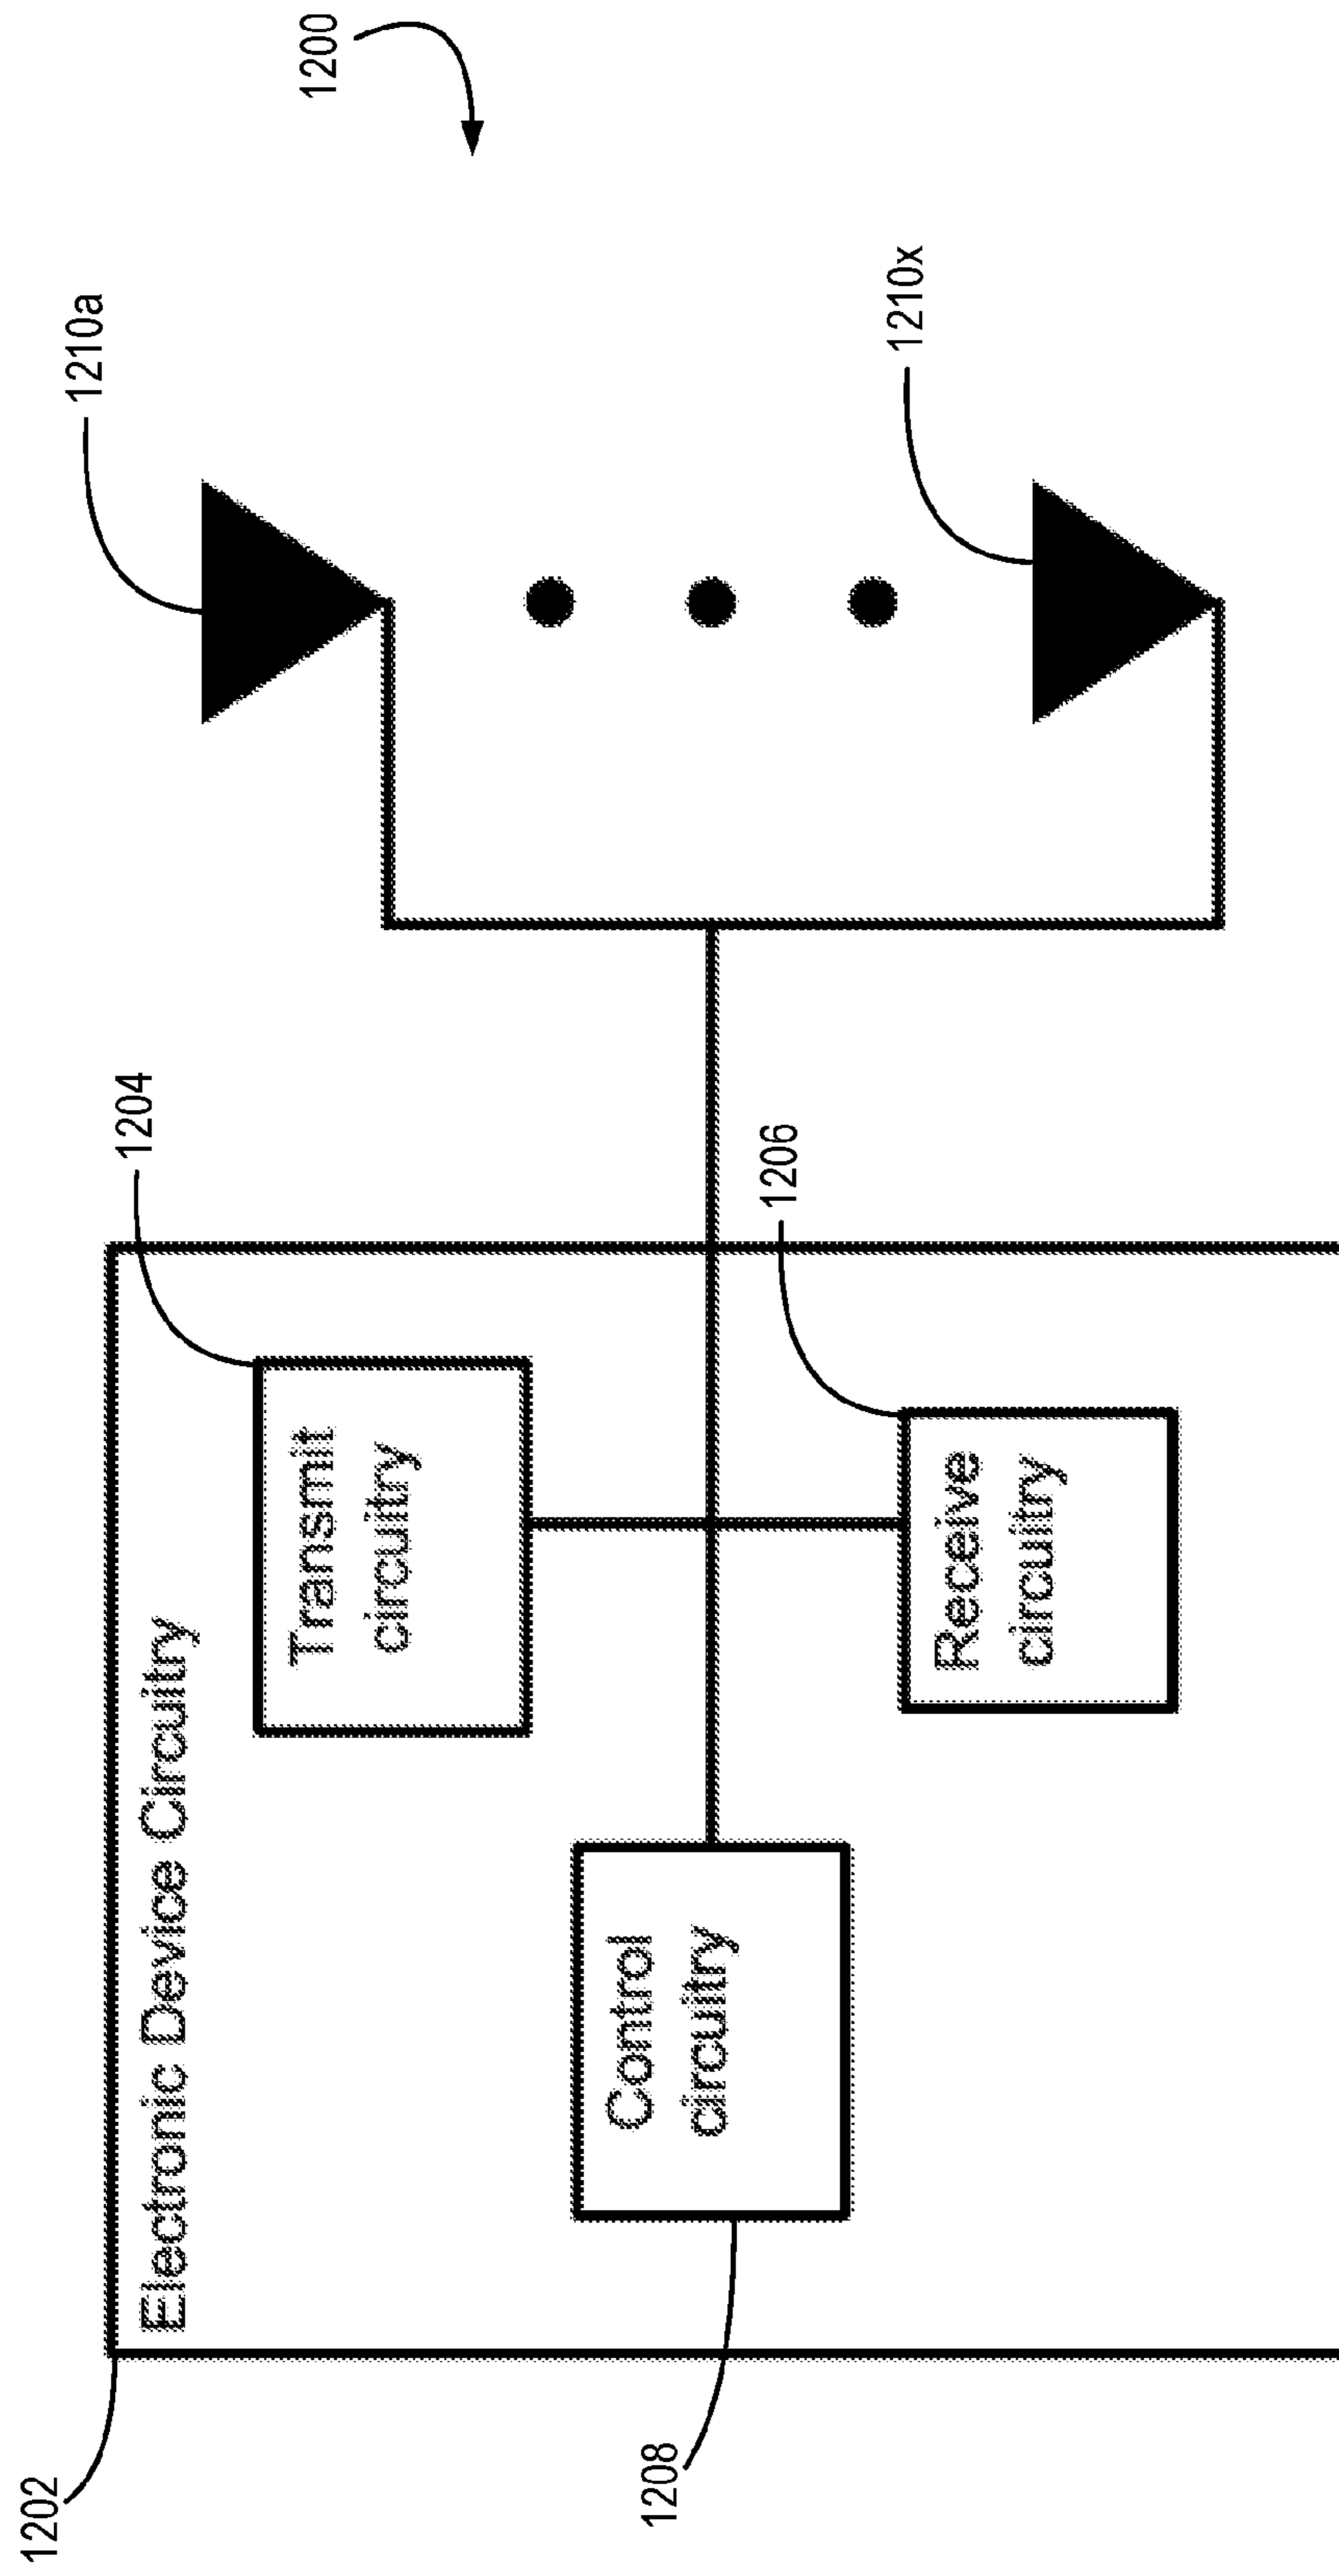 1200
1210a
1210x
1204
1206
Electronic Device Circuitry
Transmit
circuitry
Receive
circuitry
Control
circuitry
1202
1208